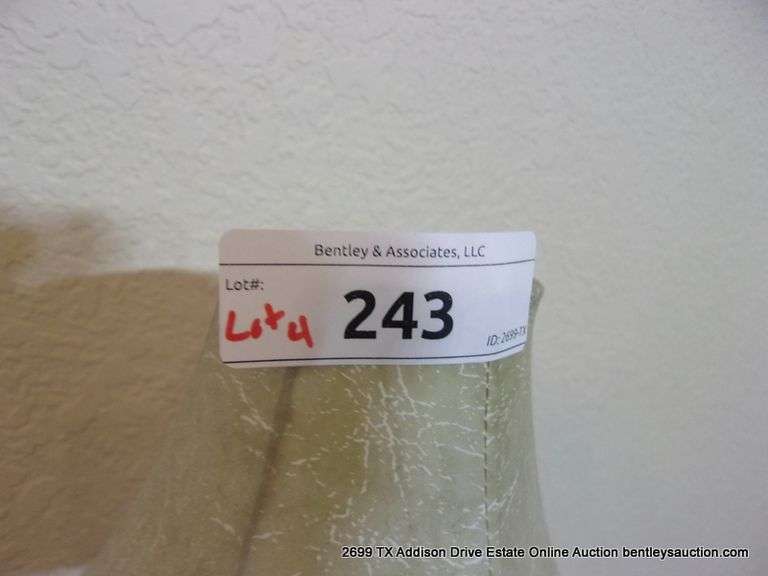 Bentley & Associates, LLC
Lot#:
Lot 4 243
ID: 2699-TX
2699 TX Addison Drive Estate Online Auction bentleysauction.com